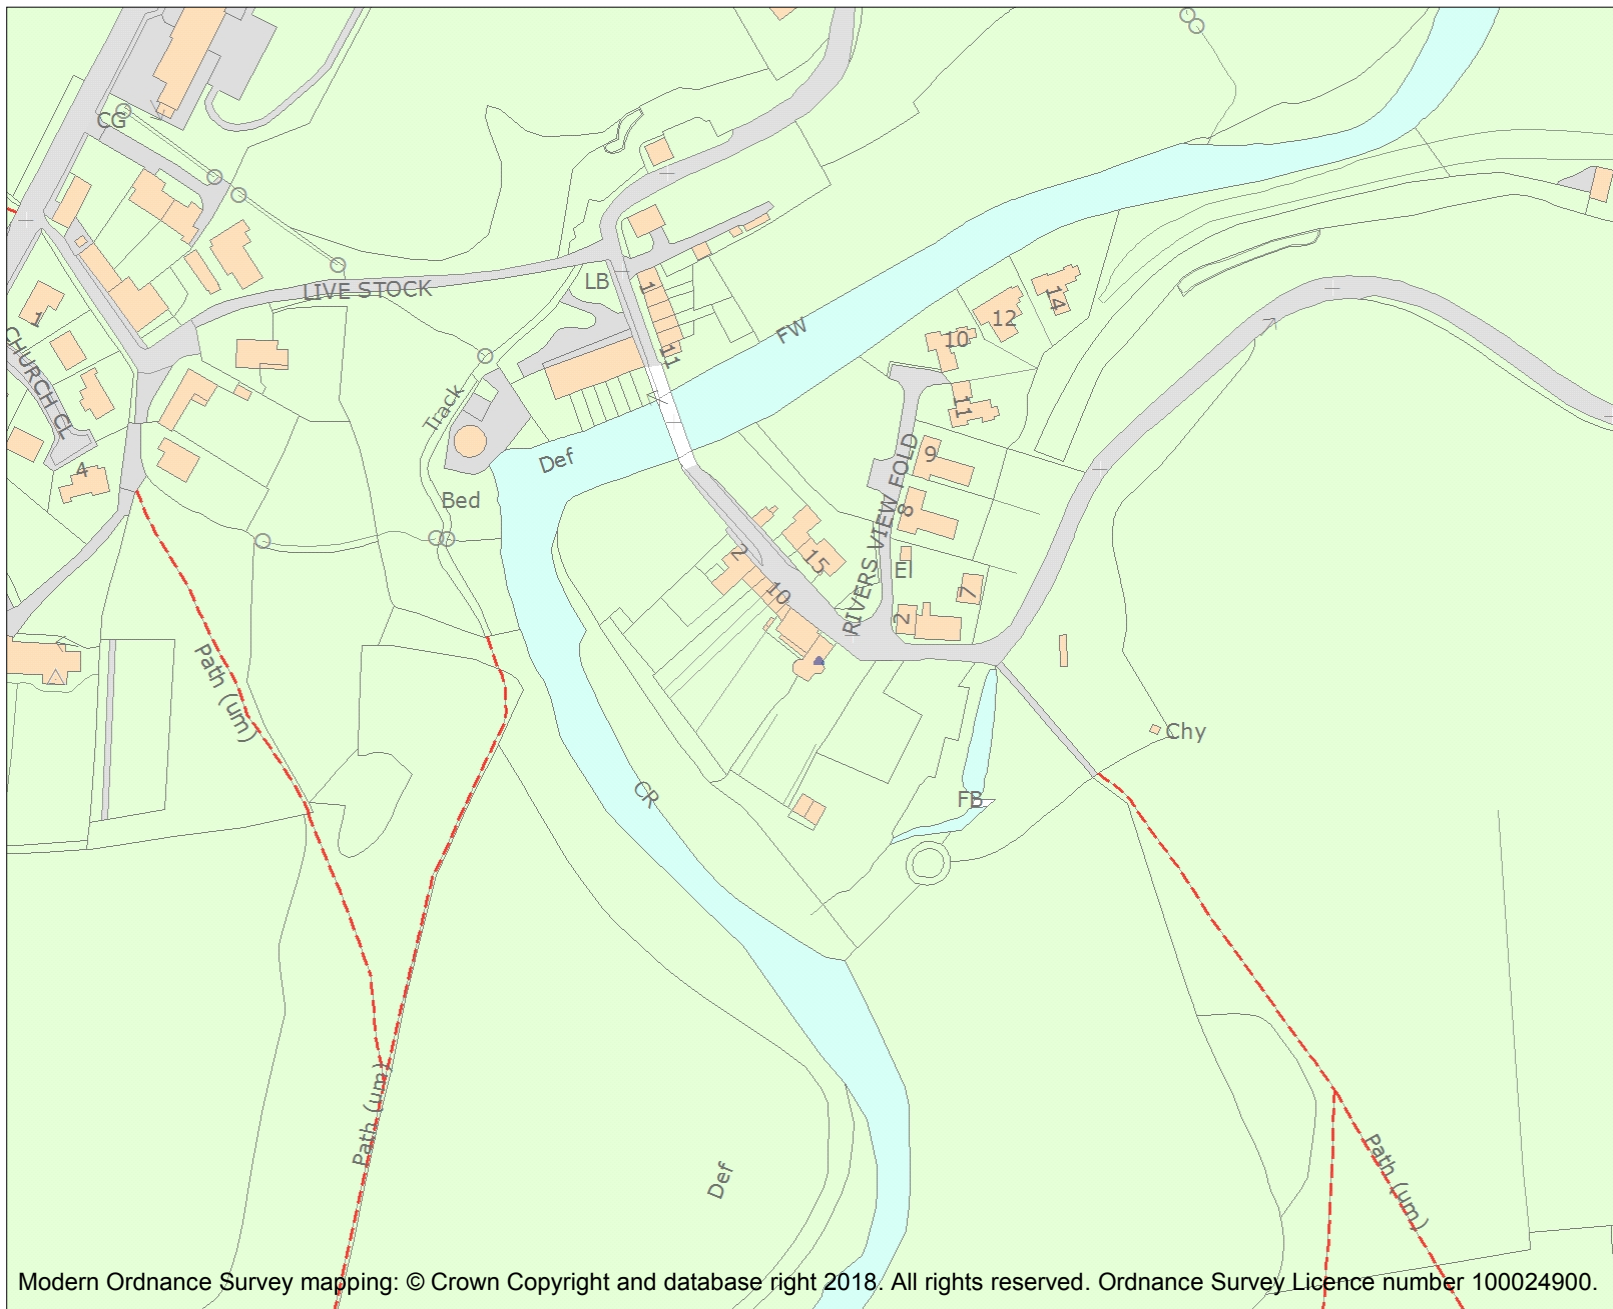 CG
LIVE STOCK
LB
1
11
FW
14
12
10
11
1
CHURCH CL
4
Track
Def
Bed
9
RIVERS VIEW FOLD
8
2
15
El
10
7
2
Path (um)
Chy
CR
FB
Path (um)
Def
Path (um)
Modern Ordnance Survey mapping: © Crown Copyright and database right 2018. All rights reserved. Ordnance Survey Licence number 100024900.